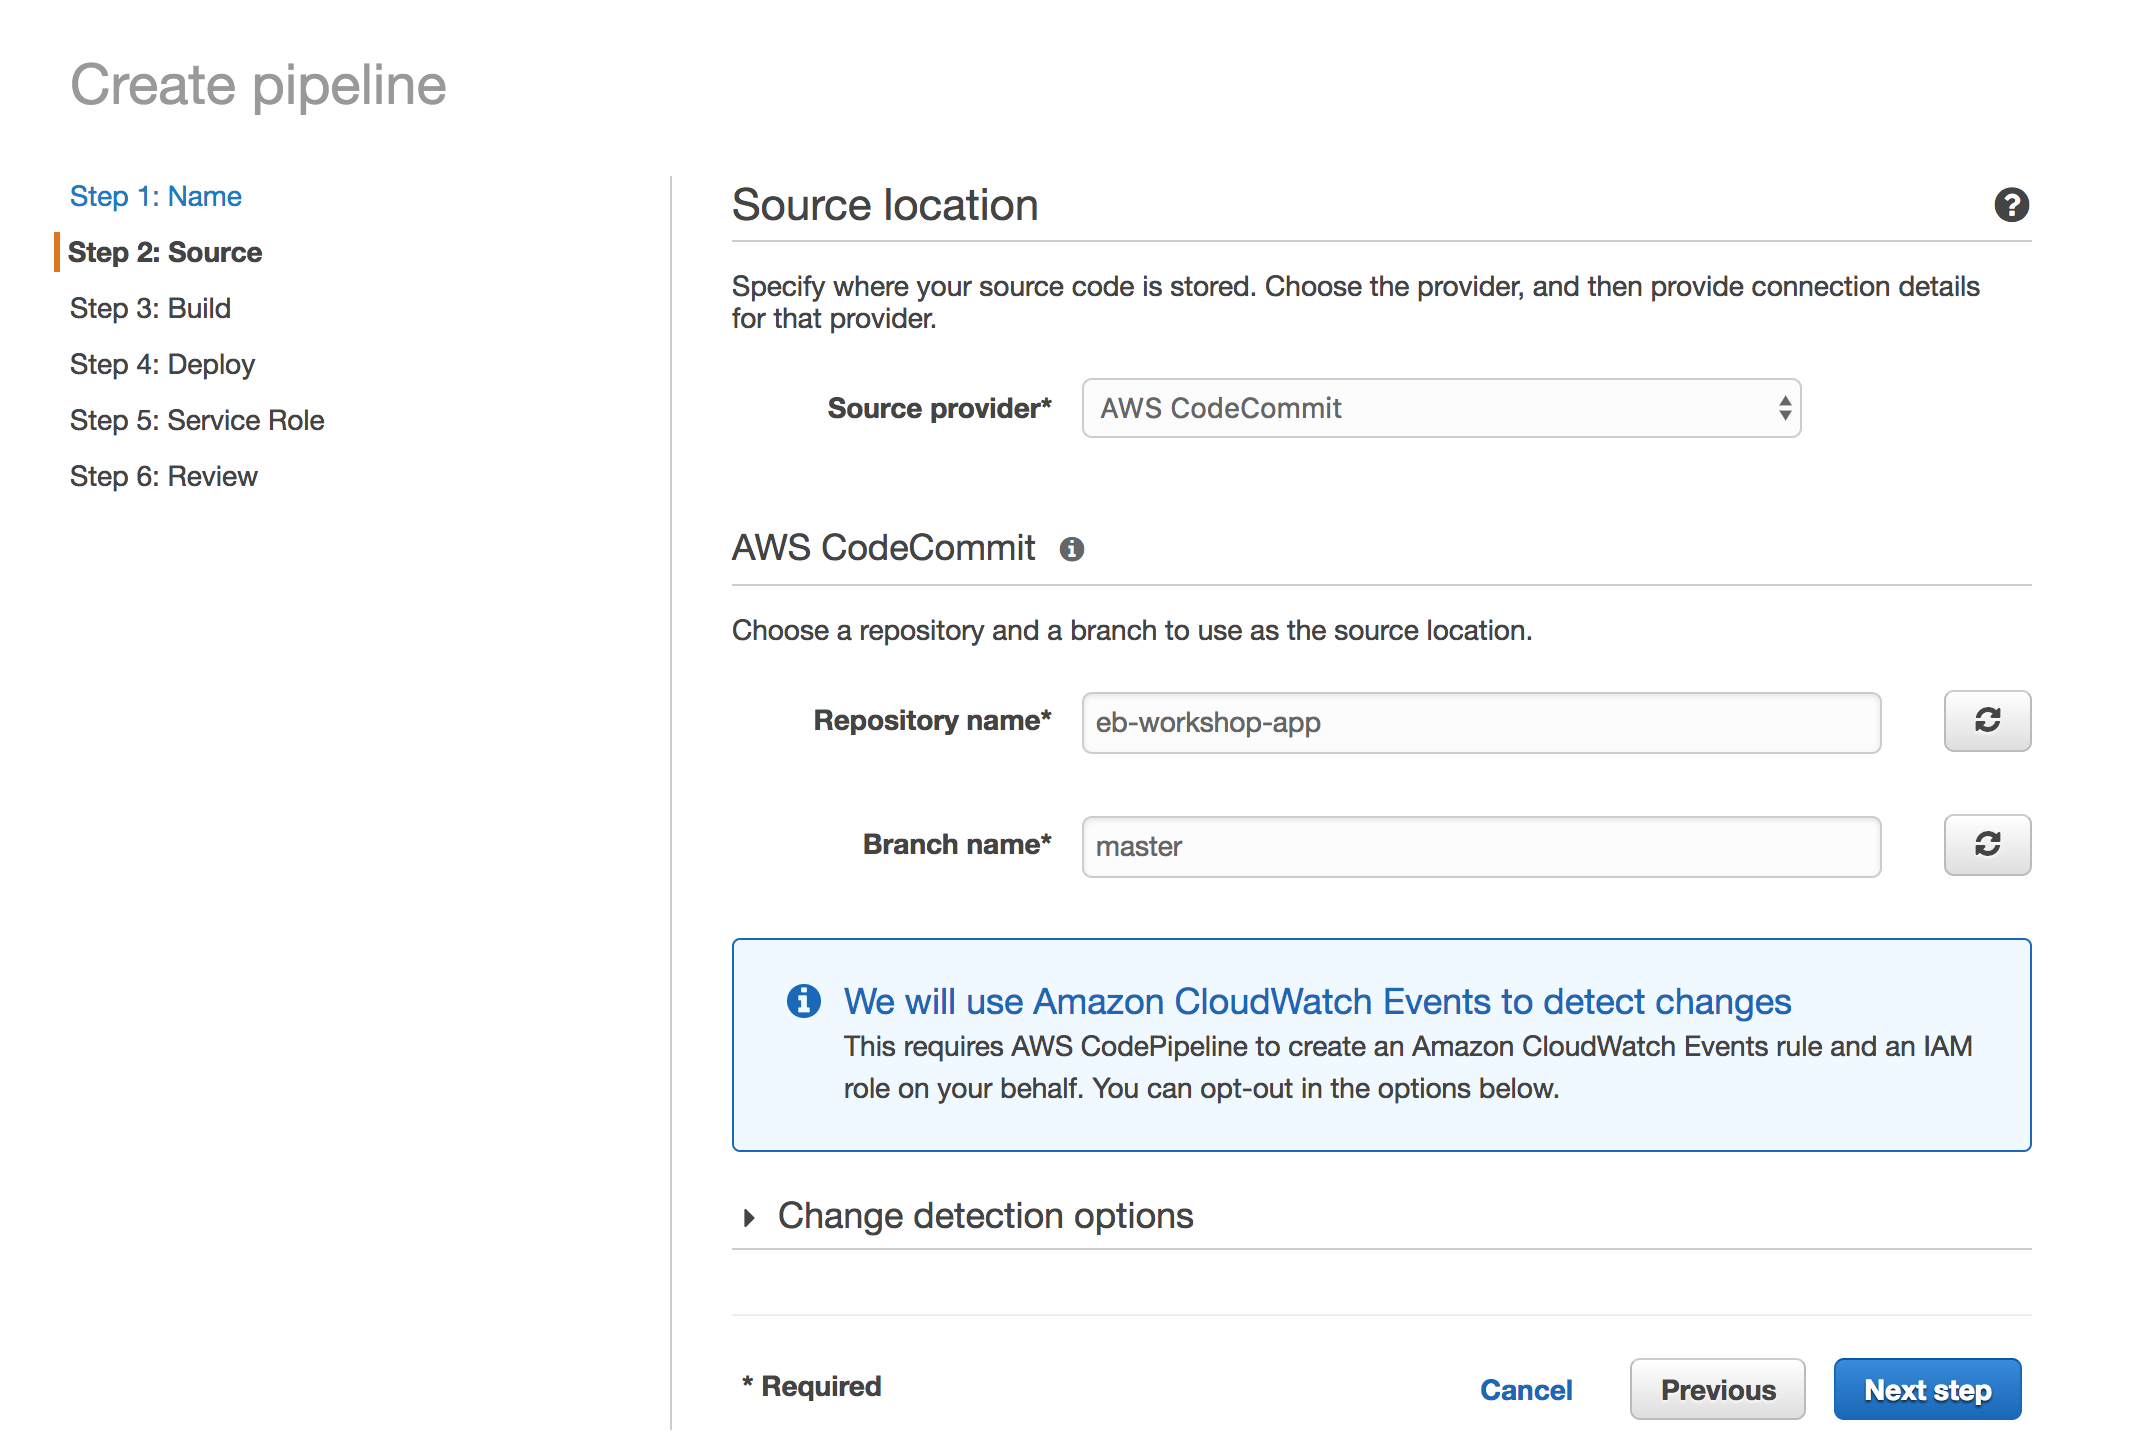 Create pipeline
Step 1: Name
Step 2: Source
Step 3: Build
Step 4: Deploy
Step 5: Service Role
Step 6: Review
Source location
Specify where your source code is stored. Choose the provider, and then provide connection details
for that provider.
Source provider* AWS CodeCommit
AWS CodeCommit
Choose a repository and a branch to use as the source location.
Repository name* eb-workshop-app
Branch name* master
We will use Amazon CloudWatch Events to detect changes
This requires AWS CodePipeline to create an Amazon CloudWatch Events rule and an IAM
role on your behalf. You can opt-out in the options below.
Change detection options
* Required Cancel Previous Next step